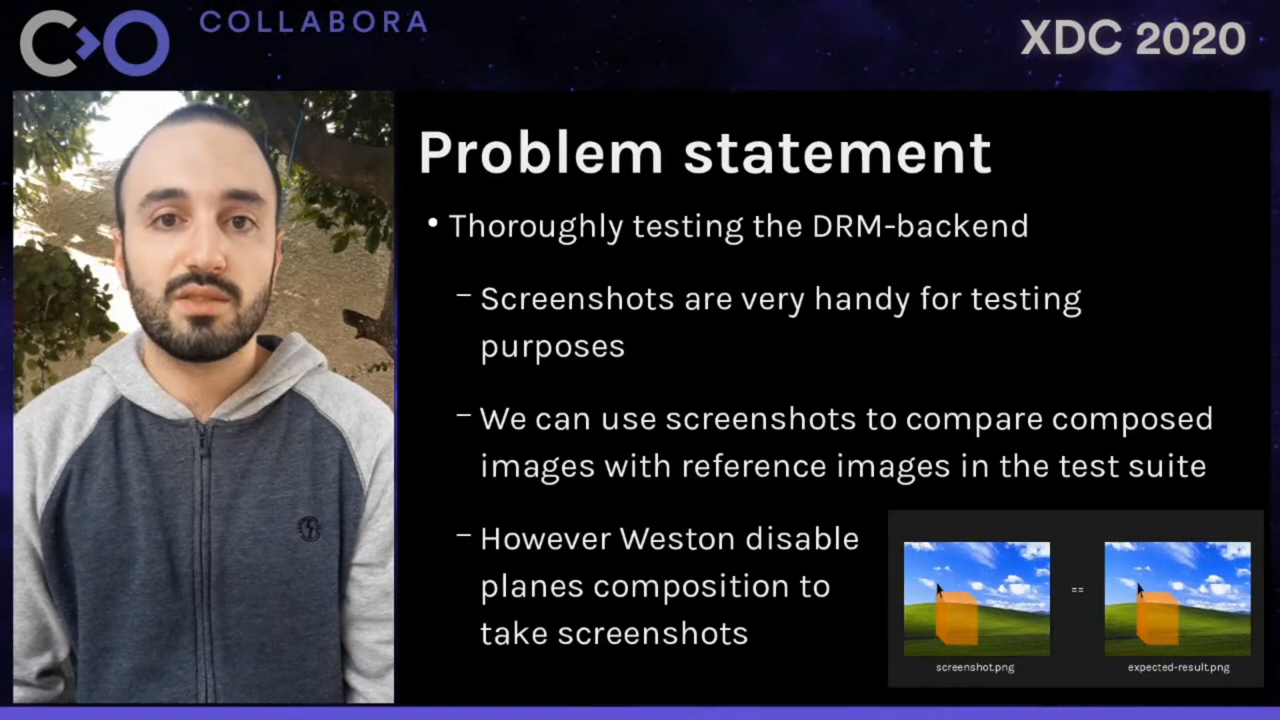 COLLABORA
XDC 2020
Problem statement
• Thoroughly testing the DRM-backend
– Screenshots are very handy for testing
purposes
– We can use screenshots to compare composed
images with reference images in the test suite
– However Weston disable
planes composition to
take screenshots
==
screenshot.png
expected-result.png